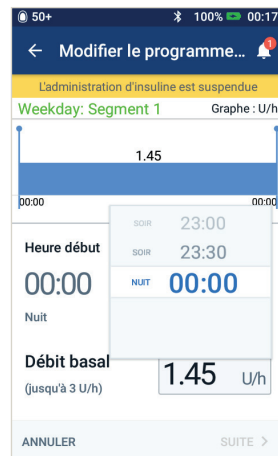 50+ 100% 00:17
Modifier le programme... 1
L'administration d'insuline est suspendue
Weekday: Segment 1 Graphe : U/h
1.45
00:00 00:00
SOIR 23:00
SOIR 23:30
NUIT 00:00
Heure début
00:00
Nuit
Débit basal
(jusqu'à 3 U/h)
1.45 U/h
ANNULER SUITE >